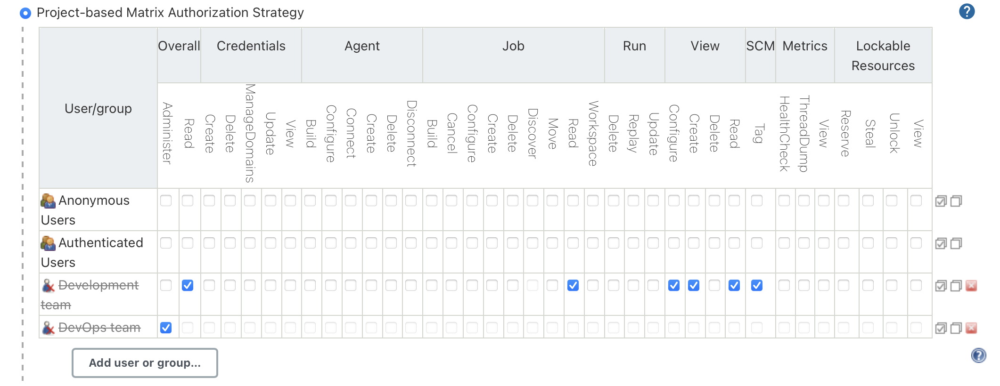 Project-based Matrix Authorization Strategy
?
User/group
Overall
Credentials
Agent
Job
Run
View
SCM
Metrics
Lockable
Resources
Administer
Read
Create
Delete
ManageDomains
Update
View
Build
Configure
Connect
Create
Delete
Disconnect
Build
Cancel
Configure
Create
Delete
Discover
Move
Read
Workspace
Delete
Replay
Update
Configure
Create
Delete
Read
Tag
HealthCheck
ThreadDump
View
Reserve
Steal
Unlock
View
Anonymous
Users
Authenticated
Users
Development
team
DevOps team
Add user or group...
?